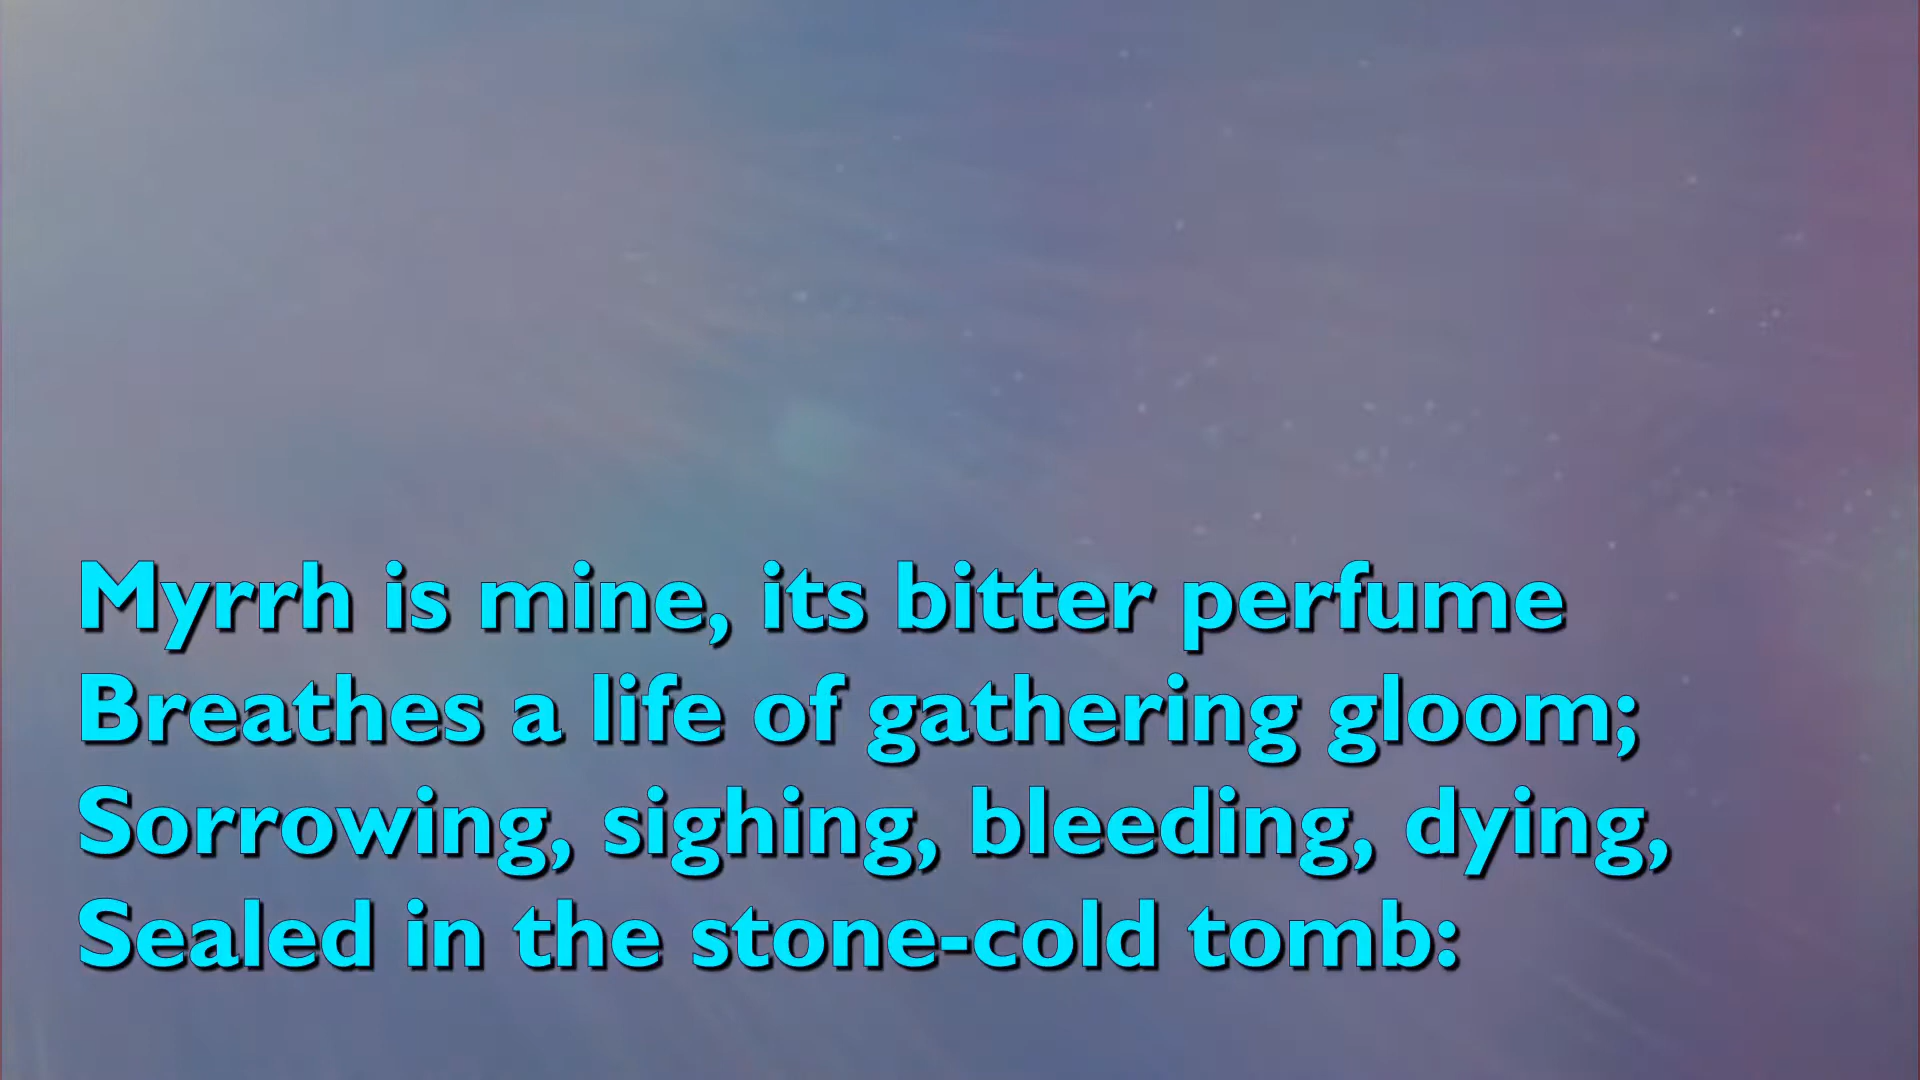 Myrrh is mine, its bitter perfume
Breathes a life of gathering gloom;
Sorrowing, sighing, bleeding, dying,
Sealed in the stone-cold tomb: